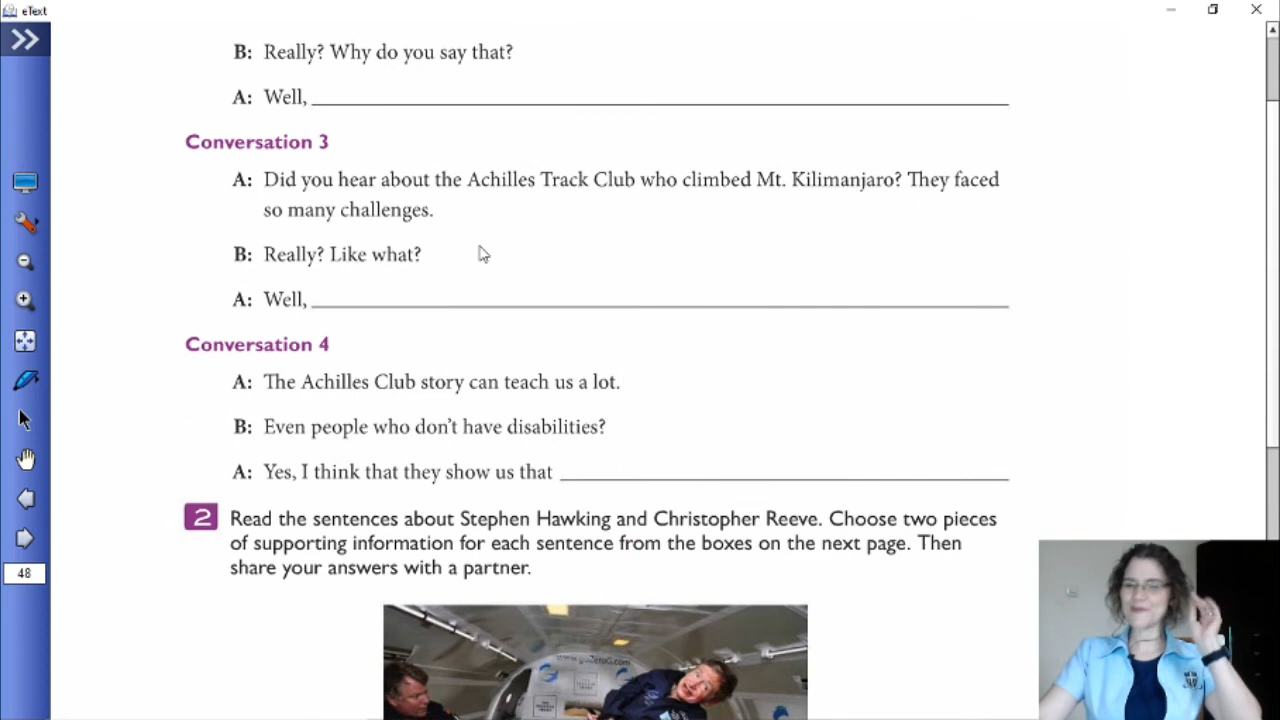 eText
B: Really? Why do you say that?
A: Well,
Conversation 3
A: Did you hear about the Achilles Track Club who climbed Mt. Kilimanjaro? They faced
so many challenges.
B: Really? Like what?
A: Well,
Conversation 4
A: The Achilles Club story can teach us a lot.
B: Even people who don't have disabilities?
A: Yes, I think that they show us that
2 Read the sentences about Stephen Hawking and Christopher Reeve. Choose two pieces
of supporting information for each sentence from the boxes on the next page. Then
share your answers with a partner.
48
www.goZeroG.com